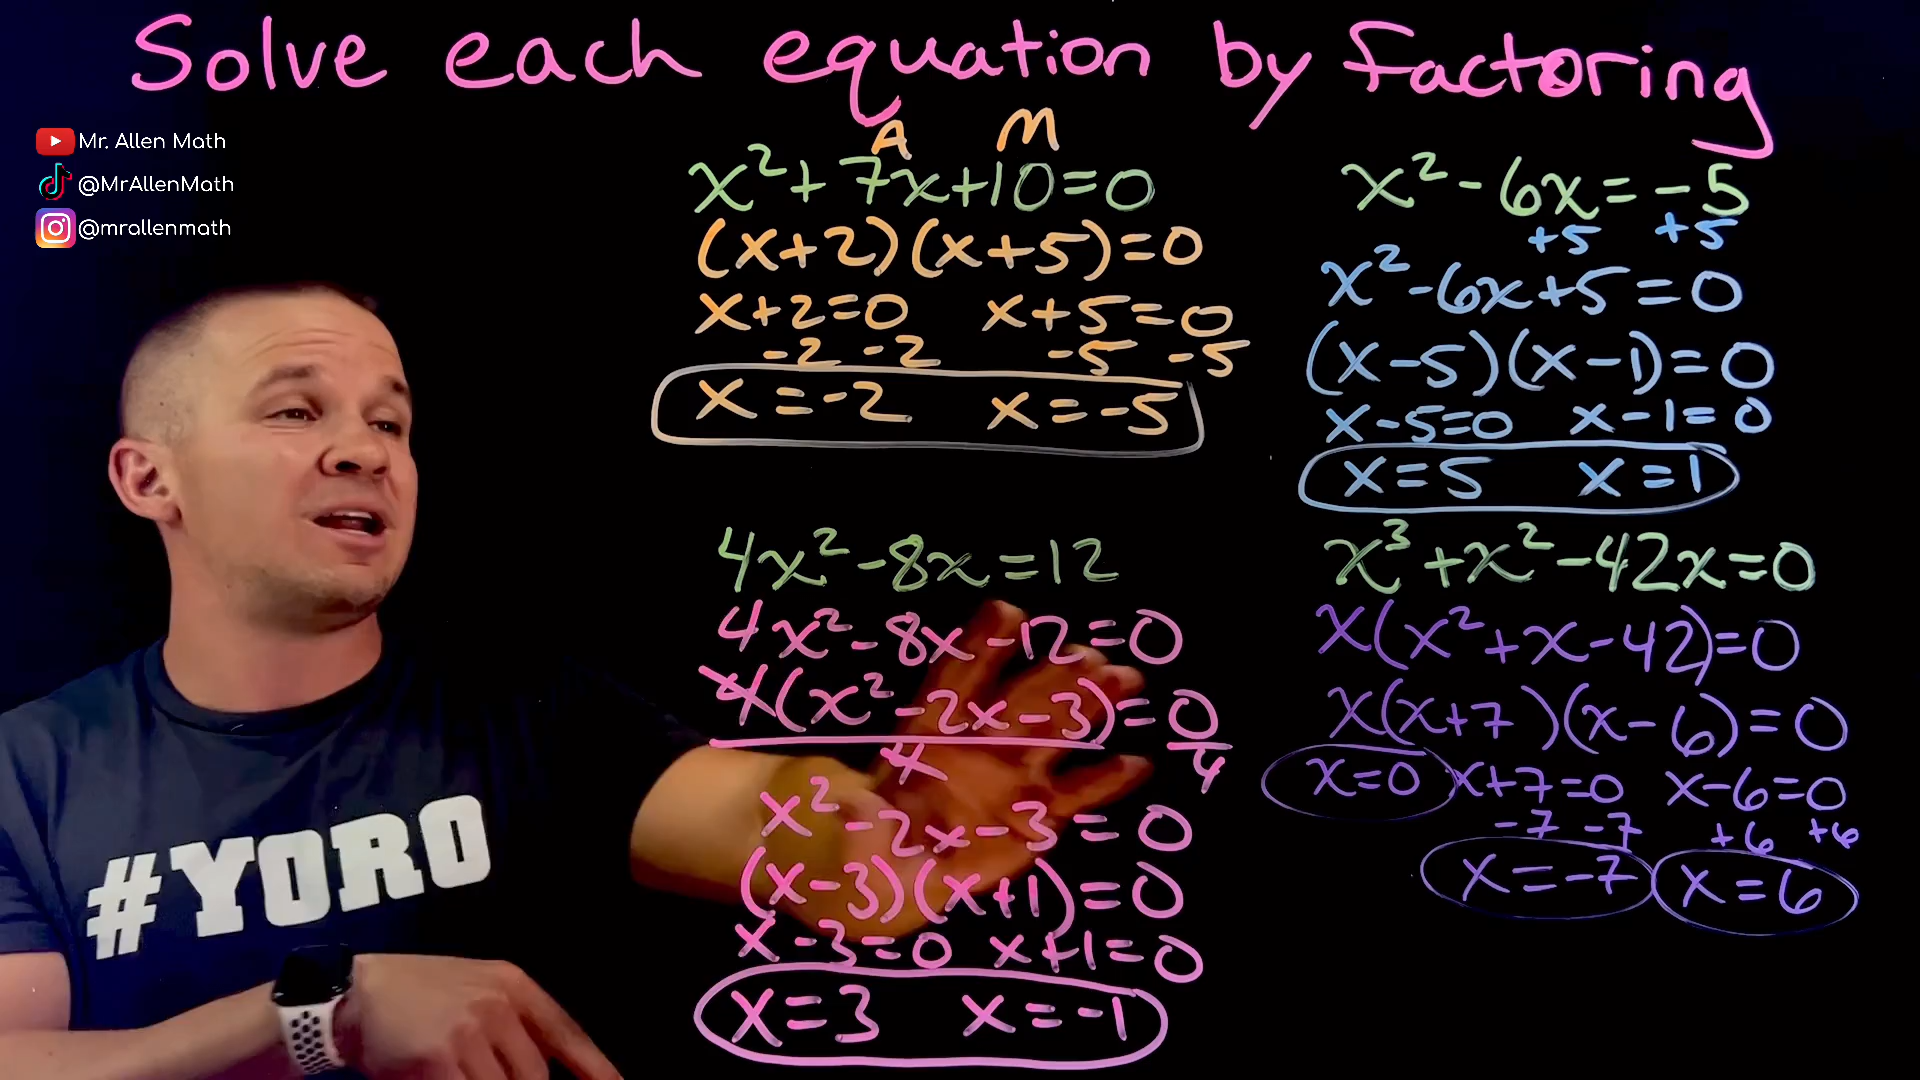 Solve each equation by factoring
Mr. Allen Math
@MrAllenMath
@mrallenmath
#YORO
A M
x² + 7x + 10 = 0
(x + 2)(x + 5) = 0
x + 2 = 0 x + 5 = 0
-2 -2 -5 -5
x = -2 x = -5
x² - 6x = -5
+5 +5
x² - 6x + 5 = 0
(x - 5)(x - 1) = 0
x - 5 = 0 x - 1 = 0
x = 5 x = 1
4x² - 8x = 12
4x² - 8x - 12 = 0
4(x² - 2x - 3) = 0
4 4
x² - 2x - 3 = 0
(x - 3)(x + 1) = 0
x - 3 = 0 x + 1 = 0
x = 3 x = -1
x³ + x² - 42x = 0
x(x² + x - 42) = 0
x(x + 7)(x - 6) = 0
x = 0 x + 7 = 0 x - 6 = 0
-7 -7 +6 +6
x = -7 x = 6